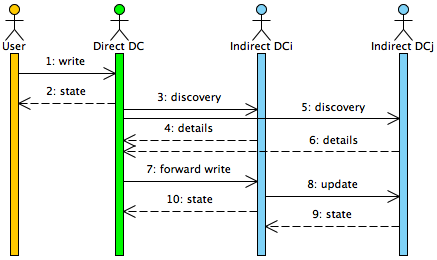 User
Direct DC
Indirect DCi
Indirect DCj
1: write
2: state
3: discovery
5: discovery
4: details
6: details
7: forward write
8: update
10: state
9: state